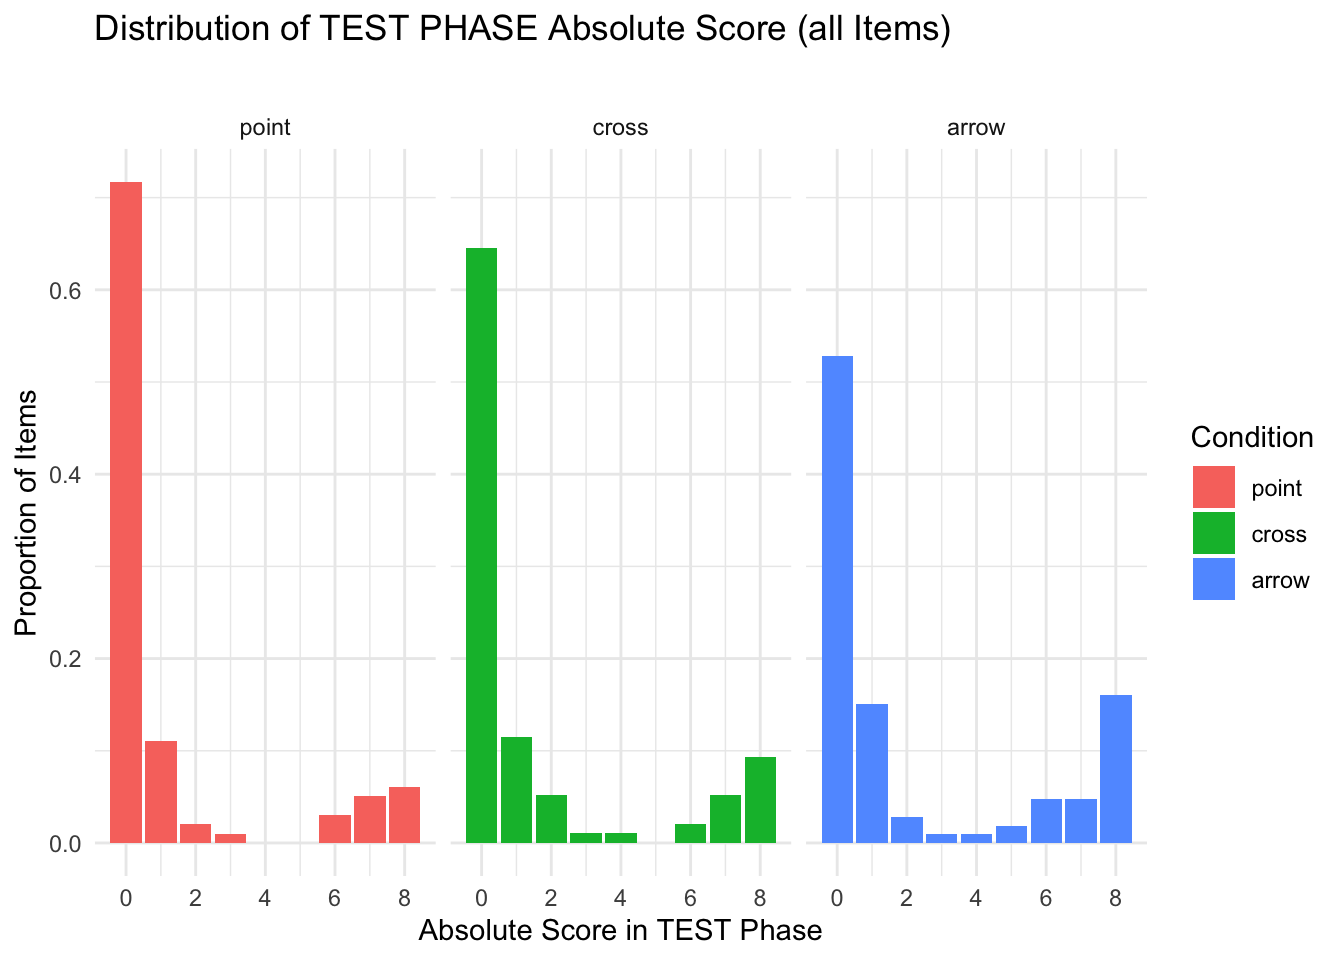 Distribution of TEST PHASE Absolute Score (all Items)
point cross arrow
Proportion of Items
0.6
0.4
0.2
0.0
0 2 4 6 8 0 2 4 6 8 0 2 4 6 8
Absolute Score in TEST Phase
Condition
point
cross
arrow